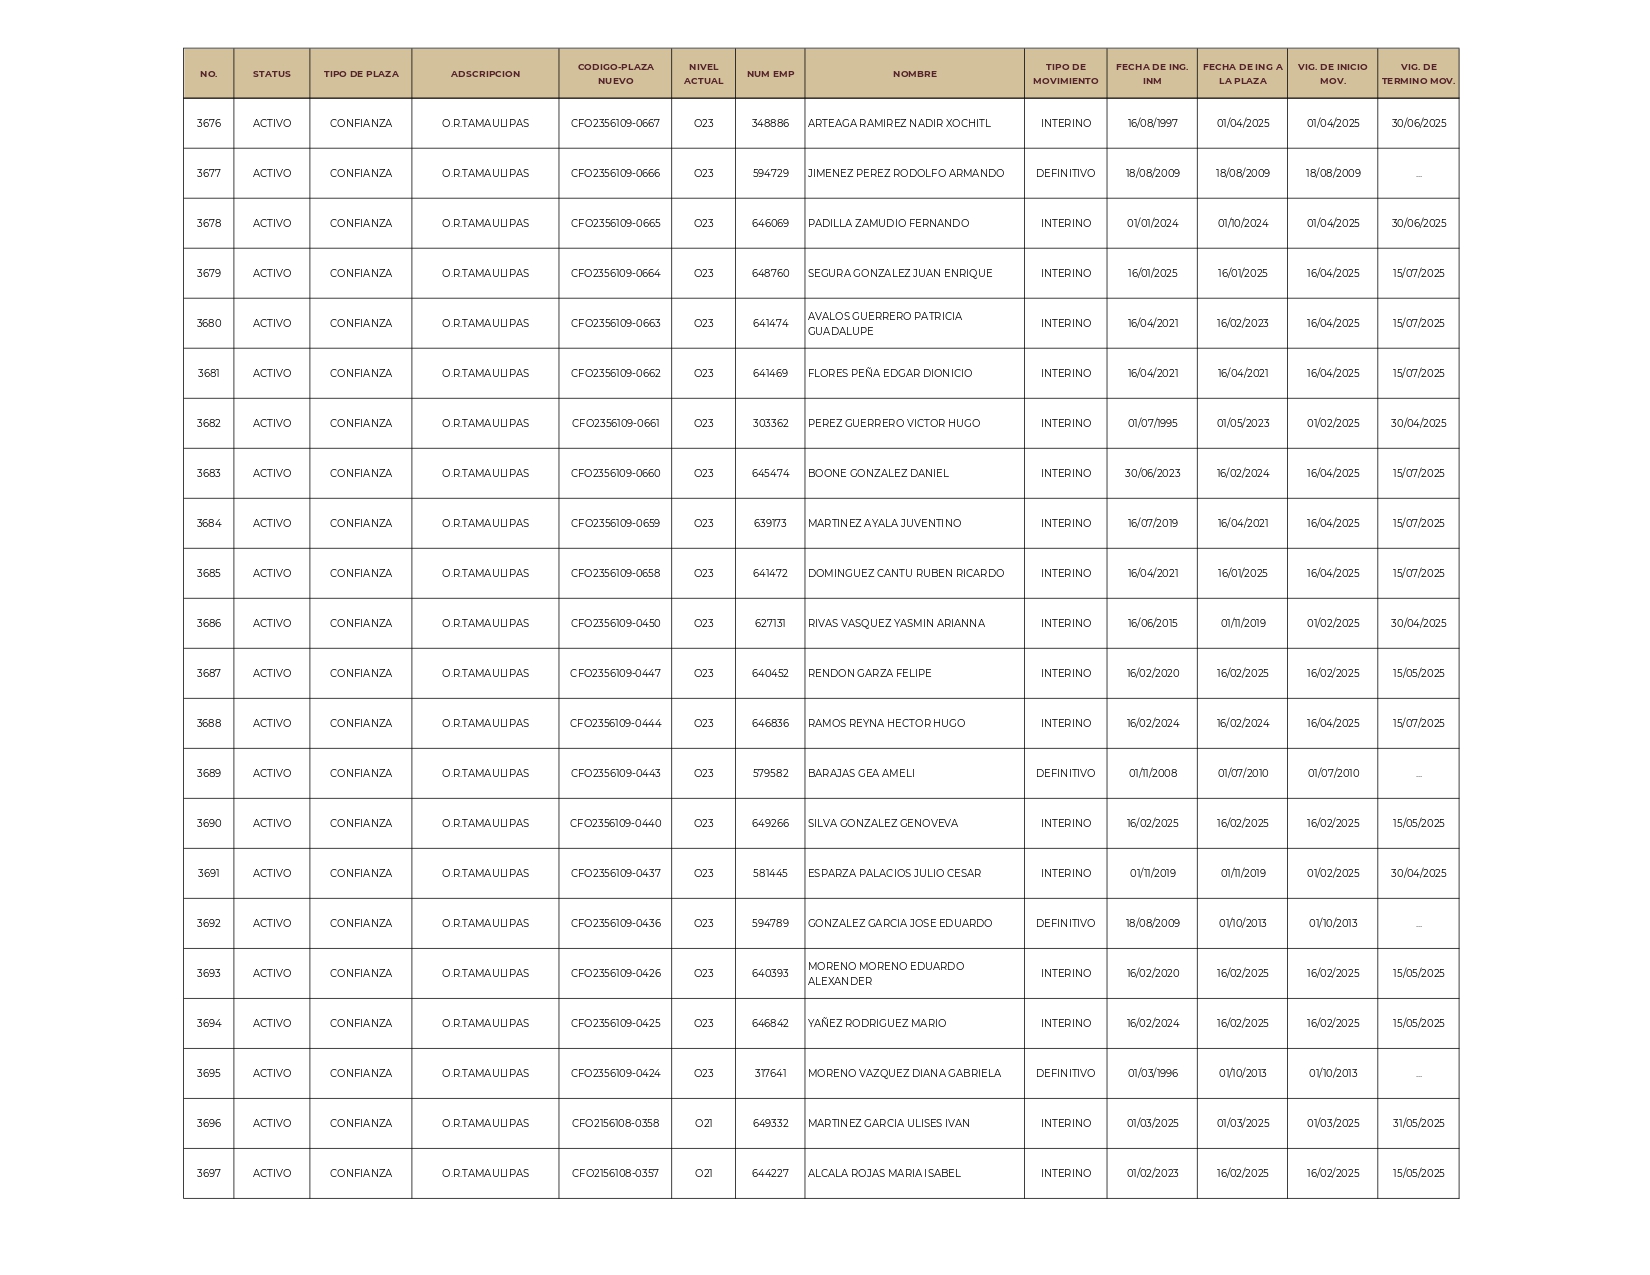 NO. STATUS TIPO DE PLAZA ADSCRIPCION CODIGO-PLAZA NUEVO NIVEL ACTUAL NUM EMP NOMBRE TIPO DE MOVIMIENTO FECHA DE ING. INM FECHA DE ING A LA PLAZA VIG. DE INICIO MOV. VIG. DE TERMINO MOV.
3676 ACTIVO CONFIANZA O.R.TAMAULIPAS CFO2356109-0667 O23 348886 ARTEAGA RAMIREZ NADIR XOCHITL INTERINO 16/08/1997 01/04/2025 01/04/2025 30/06/2025
3677 ACTIVO CONFIANZA O.R.TAMAULIPAS CFO2356109-0666 O23 594729 JIMENEZ PEREZ RODOLFO ARMANDO DEFINITIVO 18/08/2009 18/08/2009 18/08/2009 ...
3678 ACTIVO CONFIANZA O.R.TAMAULIPAS CFO2356109-0665 O23 646069 PADILLA ZAMUDIO FERNANDO INTERINO 01/01/2024 01/10/2024 01/04/2025 30/06/2025
3679 ACTIVO CONFIANZA O.R.TAMAULIPAS CFO2356109-0664 O23 648760 SEGURA GONZALEZ JUAN ENRIQUE INTERINO 16/01/2025 16/01/2025 16/04/2025 15/07/2025
3680 ACTIVO CONFIANZA O.R.TAMAULIPAS CFO2356109-0663 O23 641474 AVALOS GUERRERO PATRICIA GUADALUPE INTERINO 16/04/2021 16/02/2023 16/04/2025 15/07/2025
3681 ACTIVO CONFIANZA O.R.TAMAULIPAS CFO2356109-0662 O23 641469 FLORES PEÑA EDGAR DIONICIO INTERINO 16/04/2021 16/04/2021 16/04/2025 15/07/2025
3682 ACTIVO CONFIANZA O.R.TAMAULIPAS CFO2356109-0661 O23 303362 PEREZ GUERRERO VICTOR HUGO INTERINO 01/07/1995 01/05/2023 01/02/2025 30/04/2025
3683 ACTIVO CONFIANZA O.R.TAMAULIPAS CFO2356109-0660 O23 645474 BOONE GONZALEZ DANIEL INTERINO 30/06/2023 16/02/2024 16/04/2025 15/07/2025
3684 ACTIVO CONFIANZA O.R.TAMAULIPAS CFO2356109-0659 O23 639173 MARTINEZ AYALA JUVENTINO INTERINO 16/07/2019 16/04/2021 16/04/2025 15/07/2025
3685 ACTIVO CONFIANZA O.R.TAMAULIPAS CFO2356109-0658 O23 641472 DOMINGUEZ CANTU RUBEN RICARDO INTERINO 16/04/2021 16/01/2025 16/04/2025 15/07/2025
3686 ACTIVO CONFIANZA O.R.TAMAULIPAS CFO2356109-0450 O23 627131 RIVAS VASQUEZ YASMIN ARIANNA INTERINO 16/06/2015 01/11/2019 01/02/2025 30/04/2025
3687 ACTIVO CONFIANZA O.R.TAMAULIPAS CFO2356109-0447 O23 640452 RENDON GARZA FELIPE INTERINO 16/02/2020 16/02/2025 16/02/2025 15/05/2025
3688 ACTIVO CONFIANZA O.R.TAMAULIPAS CFO2356109-0444 O23 646836 RAMOS REYNA HECTOR HUGO INTERINO 16/02/2024 16/02/2024 16/04/2025 15/07/2025
3689 ACTIVO CONFIANZA O.R.TAMAULIPAS CFO2356109-0443 O23 579582 BARAJAS GEA AMELI DEFINITIVO 01/11/2008 01/07/2010 01/07/2010 ...
3690 ACTIVO CONFIANZA O.R.TAMAULIPAS CFO2356109-0440 O23 649266 SILVA GONZALEZ GENOVEVA INTERINO 16/02/2025 16/02/2025 16/02/2025 15/05/2025
3691 ACTIVO CONFIANZA O.R.TAMAULIPAS CFO2356109-0437 O23 581445 ESPARZA PALACIOS JULIO CESAR INTERINO 01/11/2019 01/11/2019 01/02/2025 30/04/2025
3692 ACTIVO CONFIANZA O.R.TAMAULIPAS CFO2356109-0436 O23 594789 GONZALEZ GARCIA JOSE EDUARDO DEFINITIVO 18/08/2009 01/10/2013 01/10/2013 ...
3693 ACTIVO CONFIANZA O.R.TAMAULIPAS CFO2356109-0426 O23 640393 MORENO MORENO EDUARDO ALEXANDER INTERINO 16/02/2020 16/02/2025 16/02/2025 15/05/2025
3694 ACTIVO CONFIANZA O.R.TAMAULIPAS CFO2356109-0425 O23 646842 YAÑEZ RODRIGUEZ MARIO INTERINO 16/02/2024 16/02/2025 16/02/2025 15/05/2025
3695 ACTIVO CONFIANZA O.R.TAMAULIPAS CFO2356109-0424 O23 317641 MORENO VAZQUEZ DIANA GABRIELA DEFINITIVO 01/03/1996 01/10/2013 01/10/2013 ...
3696 ACTIVO CONFIANZA O.R.TAMAULIPAS CFO2156108-0358 O21 649332 MARTINEZ GARCIA ULISES IVAN INTERINO 01/03/2025 01/03/2025 01/03/2025 31/05/2025
3697 ACTIVO CONFIANZA O.R.TAMAULIPAS CFO2156108-0357 O21 644227 ALCALA ROJAS MARIA ISABEL INTERINO 01/02/2023 16/02/2025 16/02/2025 15/05/2025